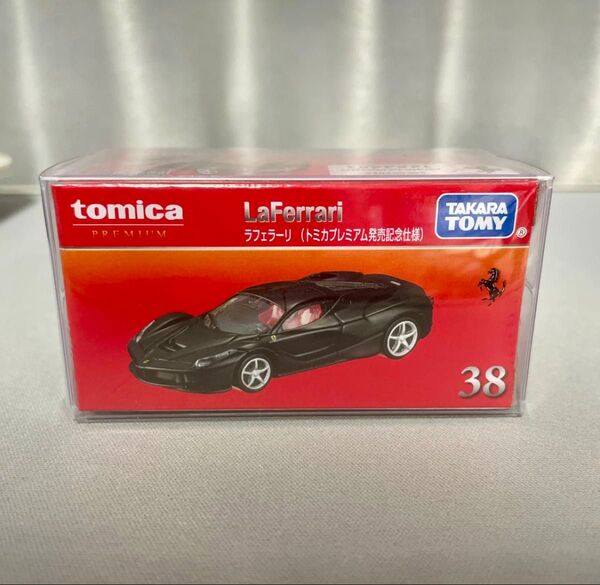 tomica
PREMIUM
LaFerrari
ラフェラーリ（トミカプレミアム発売記念仕様）
TAKARA
TOMY
®
38